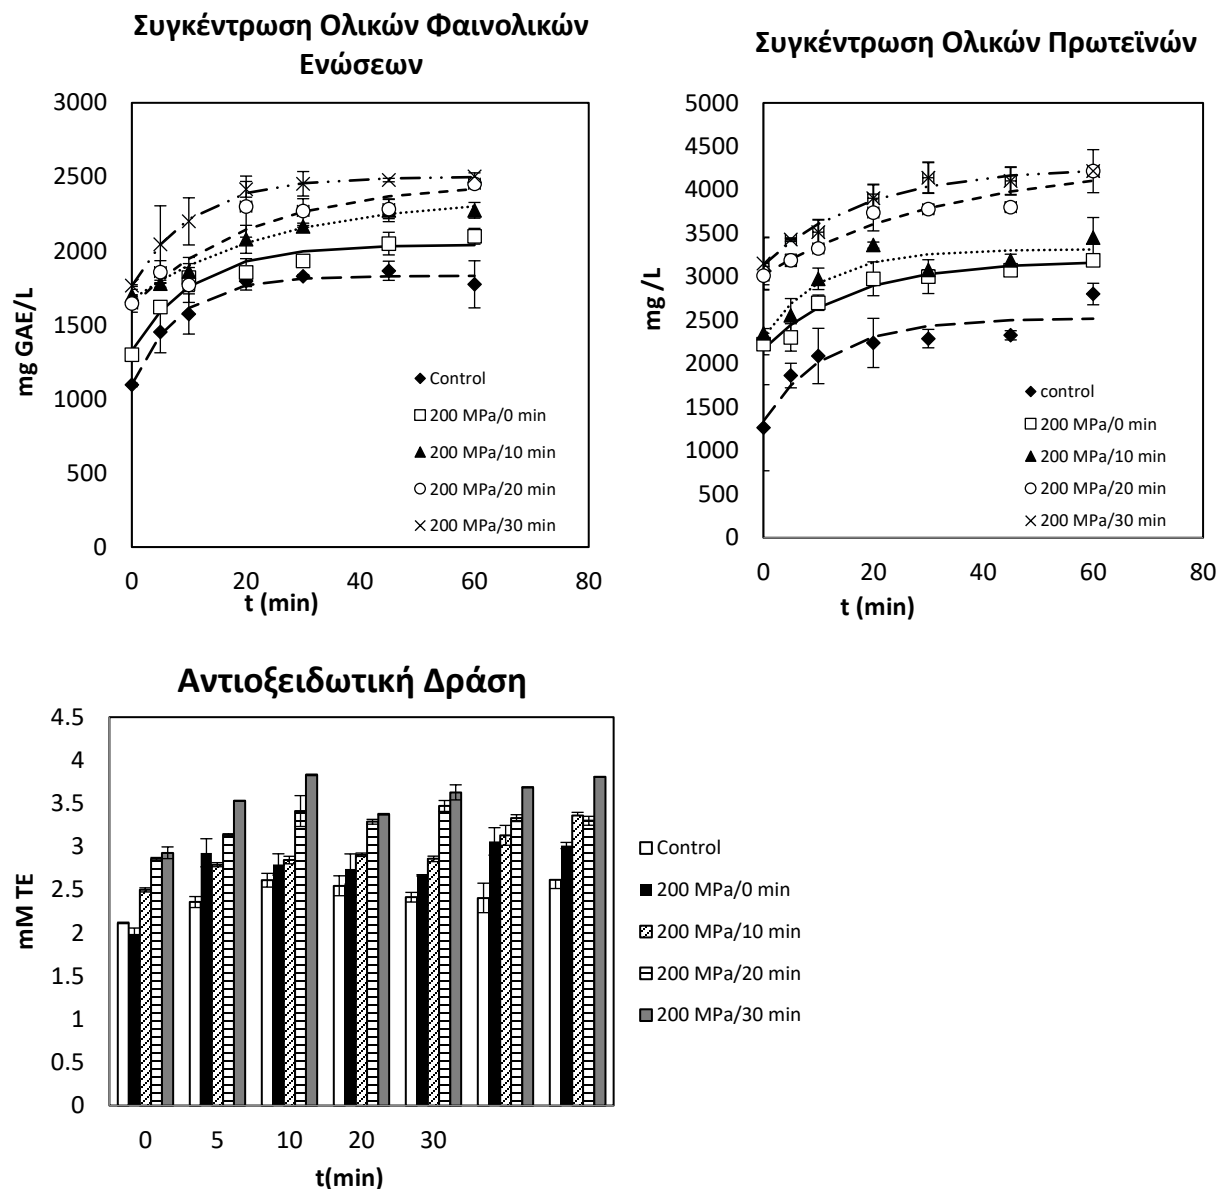 Συγκέντρωση Ολικών Φαινολικών
Ενώσεων
3000
2500
2000
1500
1000
500
0
mg GAE/L
0 20 40 60 80
t (min)
Control
200 MPa/0 min
200 MPa/10 min
200 MPa/20 min
200 MPa/30 min
Συγκέντρωση Ολικών Πρωτεϊνών
5000
4500
4000
3500
3000
2500
2000
1500
1000
500
0
mg /L
0 20 40 60 80
t (min)
control
200 MPa/0 min
200 MPa/10 min
200 MPa/20 min
200 MPa/30 min
Αντιοξειδωτική Δράση
4.5
4
3.5
3
2.5
2
1.5
1
0.5
0
mM TE
0 5 10 20 30
t(min)
Control
200 MPa/0 min
200 MPa/10 min
200 MPa/20 min
200 MPa/30 min